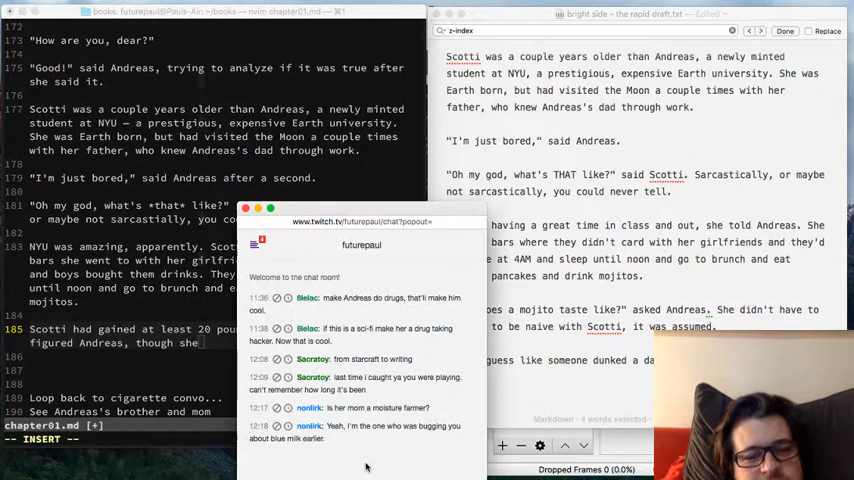 books: futurepaul@Pauls-Air: ~/books — nvim chapter01.md — ⌘1
172
173 "How are you, dear?"
174
175 "Good!" said Andreas, trying to analyze if it was true after
she said it.
176
177 Scotti was a couple years older than Andreas, a newly minted
student at NYU — a prestigious, expensive Earth university.
She was Earth born, but had visited the Moon a couple times
with her father, who knew Andreas's dad through work.
178
179 "I'm just bored," said Andreas after a second.
180
181 "Oh my god, what's *that* like?"
or maybe not sarcastially, you co
182
183 NYU was amazing, apparently. Scot
bars she went to with her girlfri
and boys bought them drinks. They
until noon and go to brunch and e
mojitos.
184
185 Scotti had gained at least 20 pou
figured Andreas, though she
186
187
188
189 Loop back to cigarette convo...
190 See Andreas's brother and mom
chapter01.md [+]
-- INSERT --
bright side – the rapid draft.txt — Edited
z-index
Done
Replace
Scotti was a couple years older than Andreas, a newly minted
student at NYU, a prestigious, expensive Earth university. She was
Earth born, but had visited the Moon a couple times with her
father, who knew Andreas's dad through work.
"I'm just bored," said Andreas.
"Oh my god, what's THAT like?" said Scotti. Sarcastically, or maybe
not sarcastically, you could never tell.
having a great time in class and out, she told Andreas. She
bars where they didn't card with her girlfriends and they'd
e at 4AM and sleep until noon and go to brunch and eat
pancakes and drink mojitos.
oes a mojito taste like?" asked Andreas. She didn't have to
to be naive with Scotti, it was assumed.
guess like someone dunked a da
Markdown - 4 words selected
Dropped Frames 0 (0.0%)
www.twitch.tv/futurepaul/chat?popout=
futurepaul
Welcome to the chat room!
11:36 8lelac: make Andreas do drugs, that'll make him
cool.
11:38 8lelac: if this is a sci-fi make her a drug taking
hacker. Now that is cool.
12:08 Sacratoy: from starcraft to writing
12:09 Sacratoy: last time i caught ya you were playing.
can't remember how long it's been
12:17 nonlirk: Is her mom a moisture farmer?
12:18 nonlirk: Yeah, I'm the one who was bugging you
about blue milk earlier.